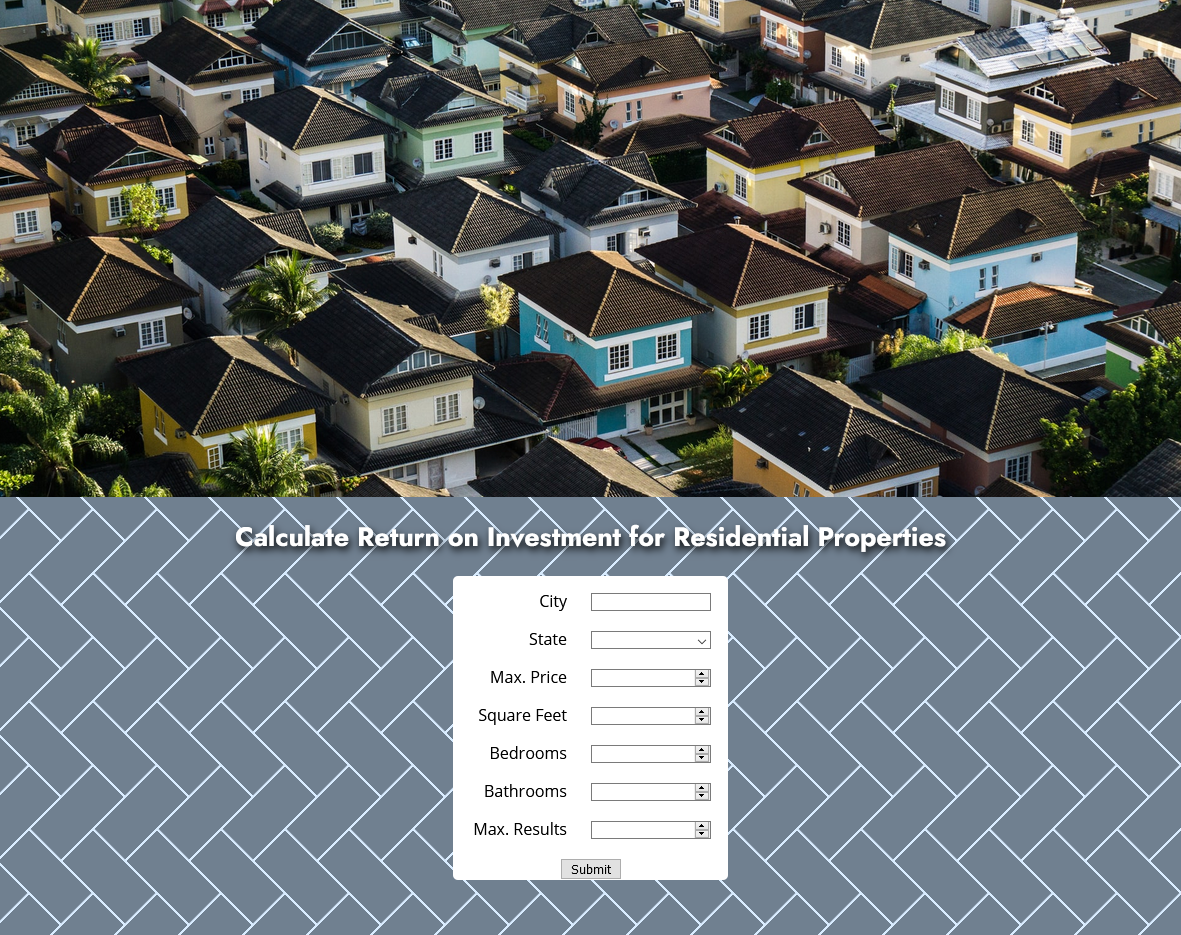 Calculate Return on Investment for Residential Properties
City
State
Max. Price
Square Feet
Bedrooms
Bathrooms
Max. Results
Submit